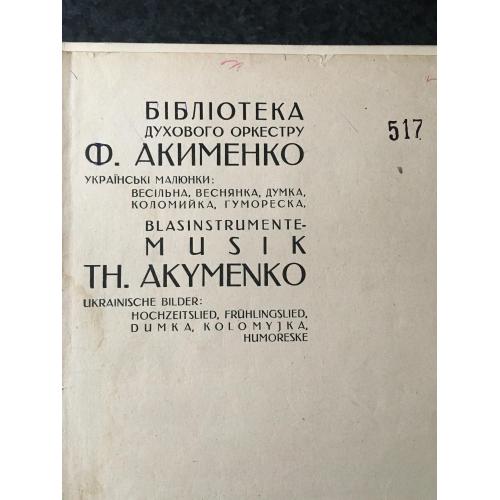 БІБЛІОТЕКА
ДУХОВОГО ОРКЕСТРУ
Ф. АКИМЕНКО
УКРАЇНСЬКІ МАЛЮНКИ:
ВЕСІЛЬНА, ВЕСНЯНКА, ДУМКА,
КОЛОМИЙКА, ГУМОРЕСКА,
BLASINSTRUMENTE-
MUSIK
TH. AKYMENKO
UKRAINISCHE BILDER:
HOCHZEITSLIED, FRÜHLINGSLIED,
DUMKA, KOLOMYJKA,
HUMORESKE
517